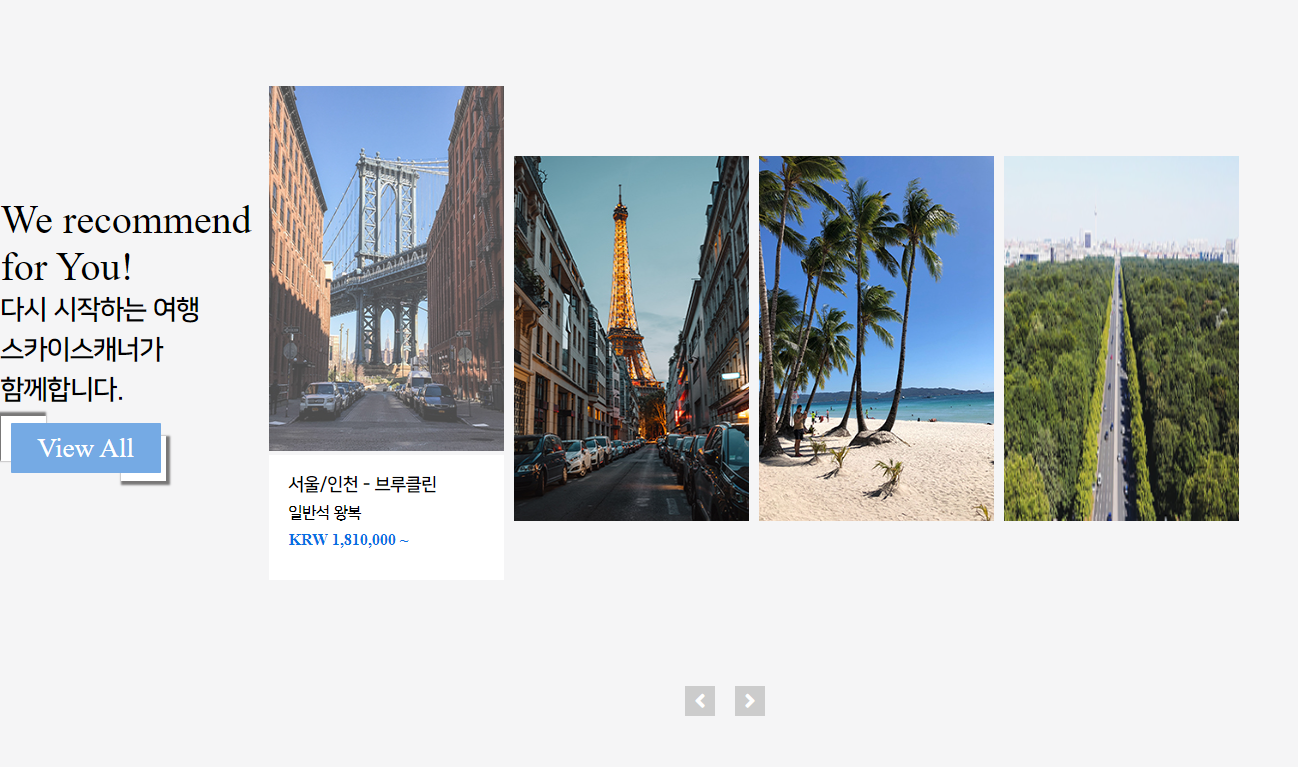 We recommend
for You!
다시 시작하는 여행
스카이스캐너가
함께합니다.
View All
서울/인천 - 브루클린
일반석 왕복
KRW 1,810,000 ~